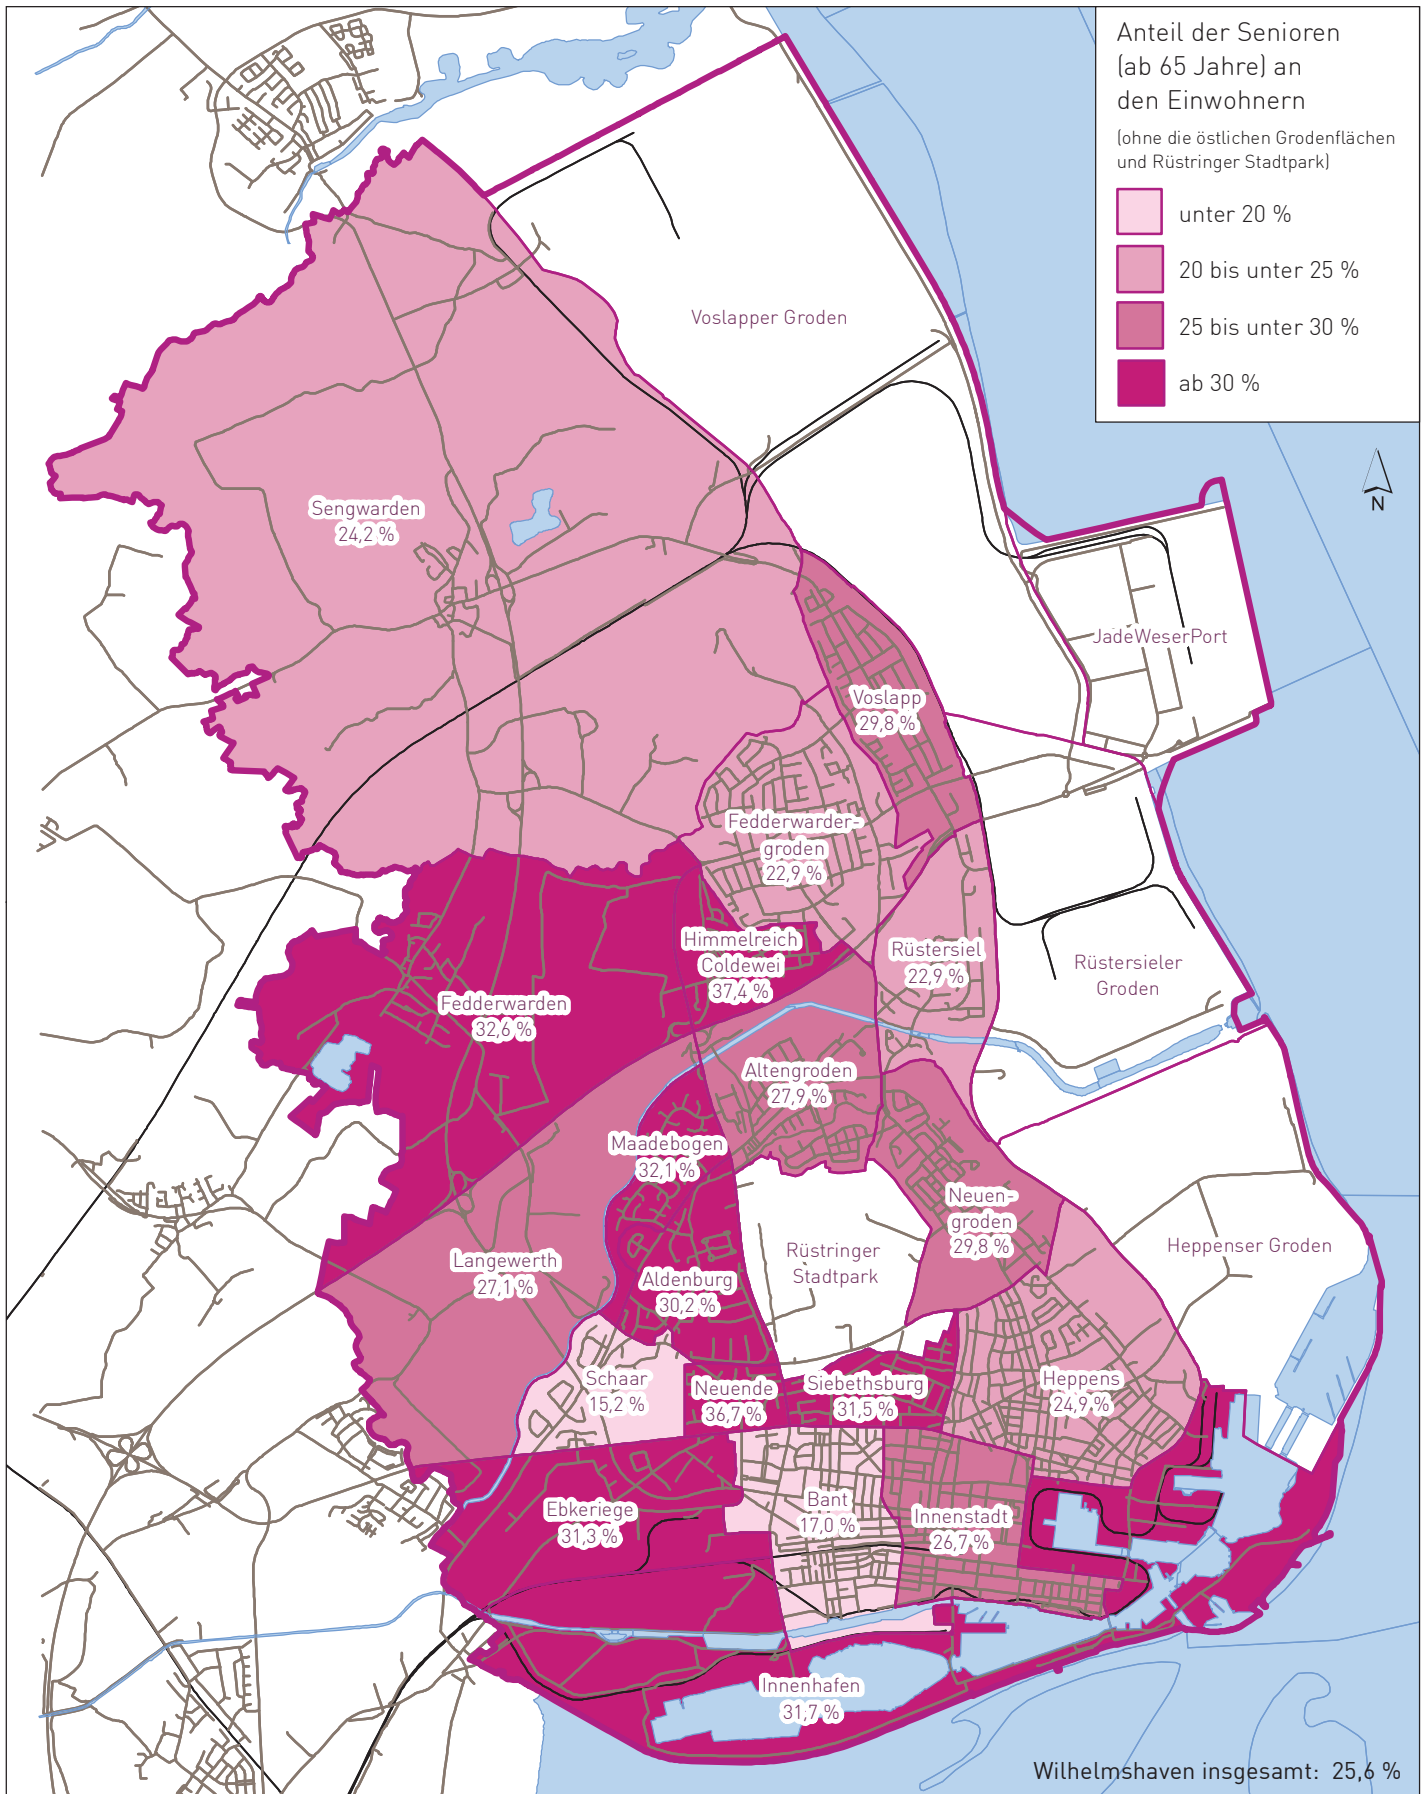 Anteil der Senioren
(ab 65 Jahre) an
den Einwohnern
(ohne die östlichen Grodenflächen
und Rüstringer Stadtpark)
unter 20 %
20 bis unter 25 %
25 bis unter 30 %
ab 30 %
N
Voslapper Groden
Sengwarden
24,2 %
JadeWeserPort
Voslapp
29,8 %
Fedderwarder-
groden
22,9 %
Himmelreich
Coldewei
37,4 %
Rüstersiel
22,9 %
Rüstersieler
Groden
Fedderwarden
32,6 %
Altengroden
27,9 %
Maadebogen
32,1 %
Neuen-
groden
29,8 %
Rüstringer
Stadtpark
Heppenser Groden
Langewerth
27,1 %
Aldenburg
30,2 %
Schaar
15,2 %
Neuende
36,7 %
Siebethsburg
31,5 %
Heppens
24,9 %
Ebkeriege
31,3 %
Bant
17,0 %
Innenstadt
26,7 %
Innenhafen
31,7 %
Wilhelmshaven insgesamt: 25,6 %